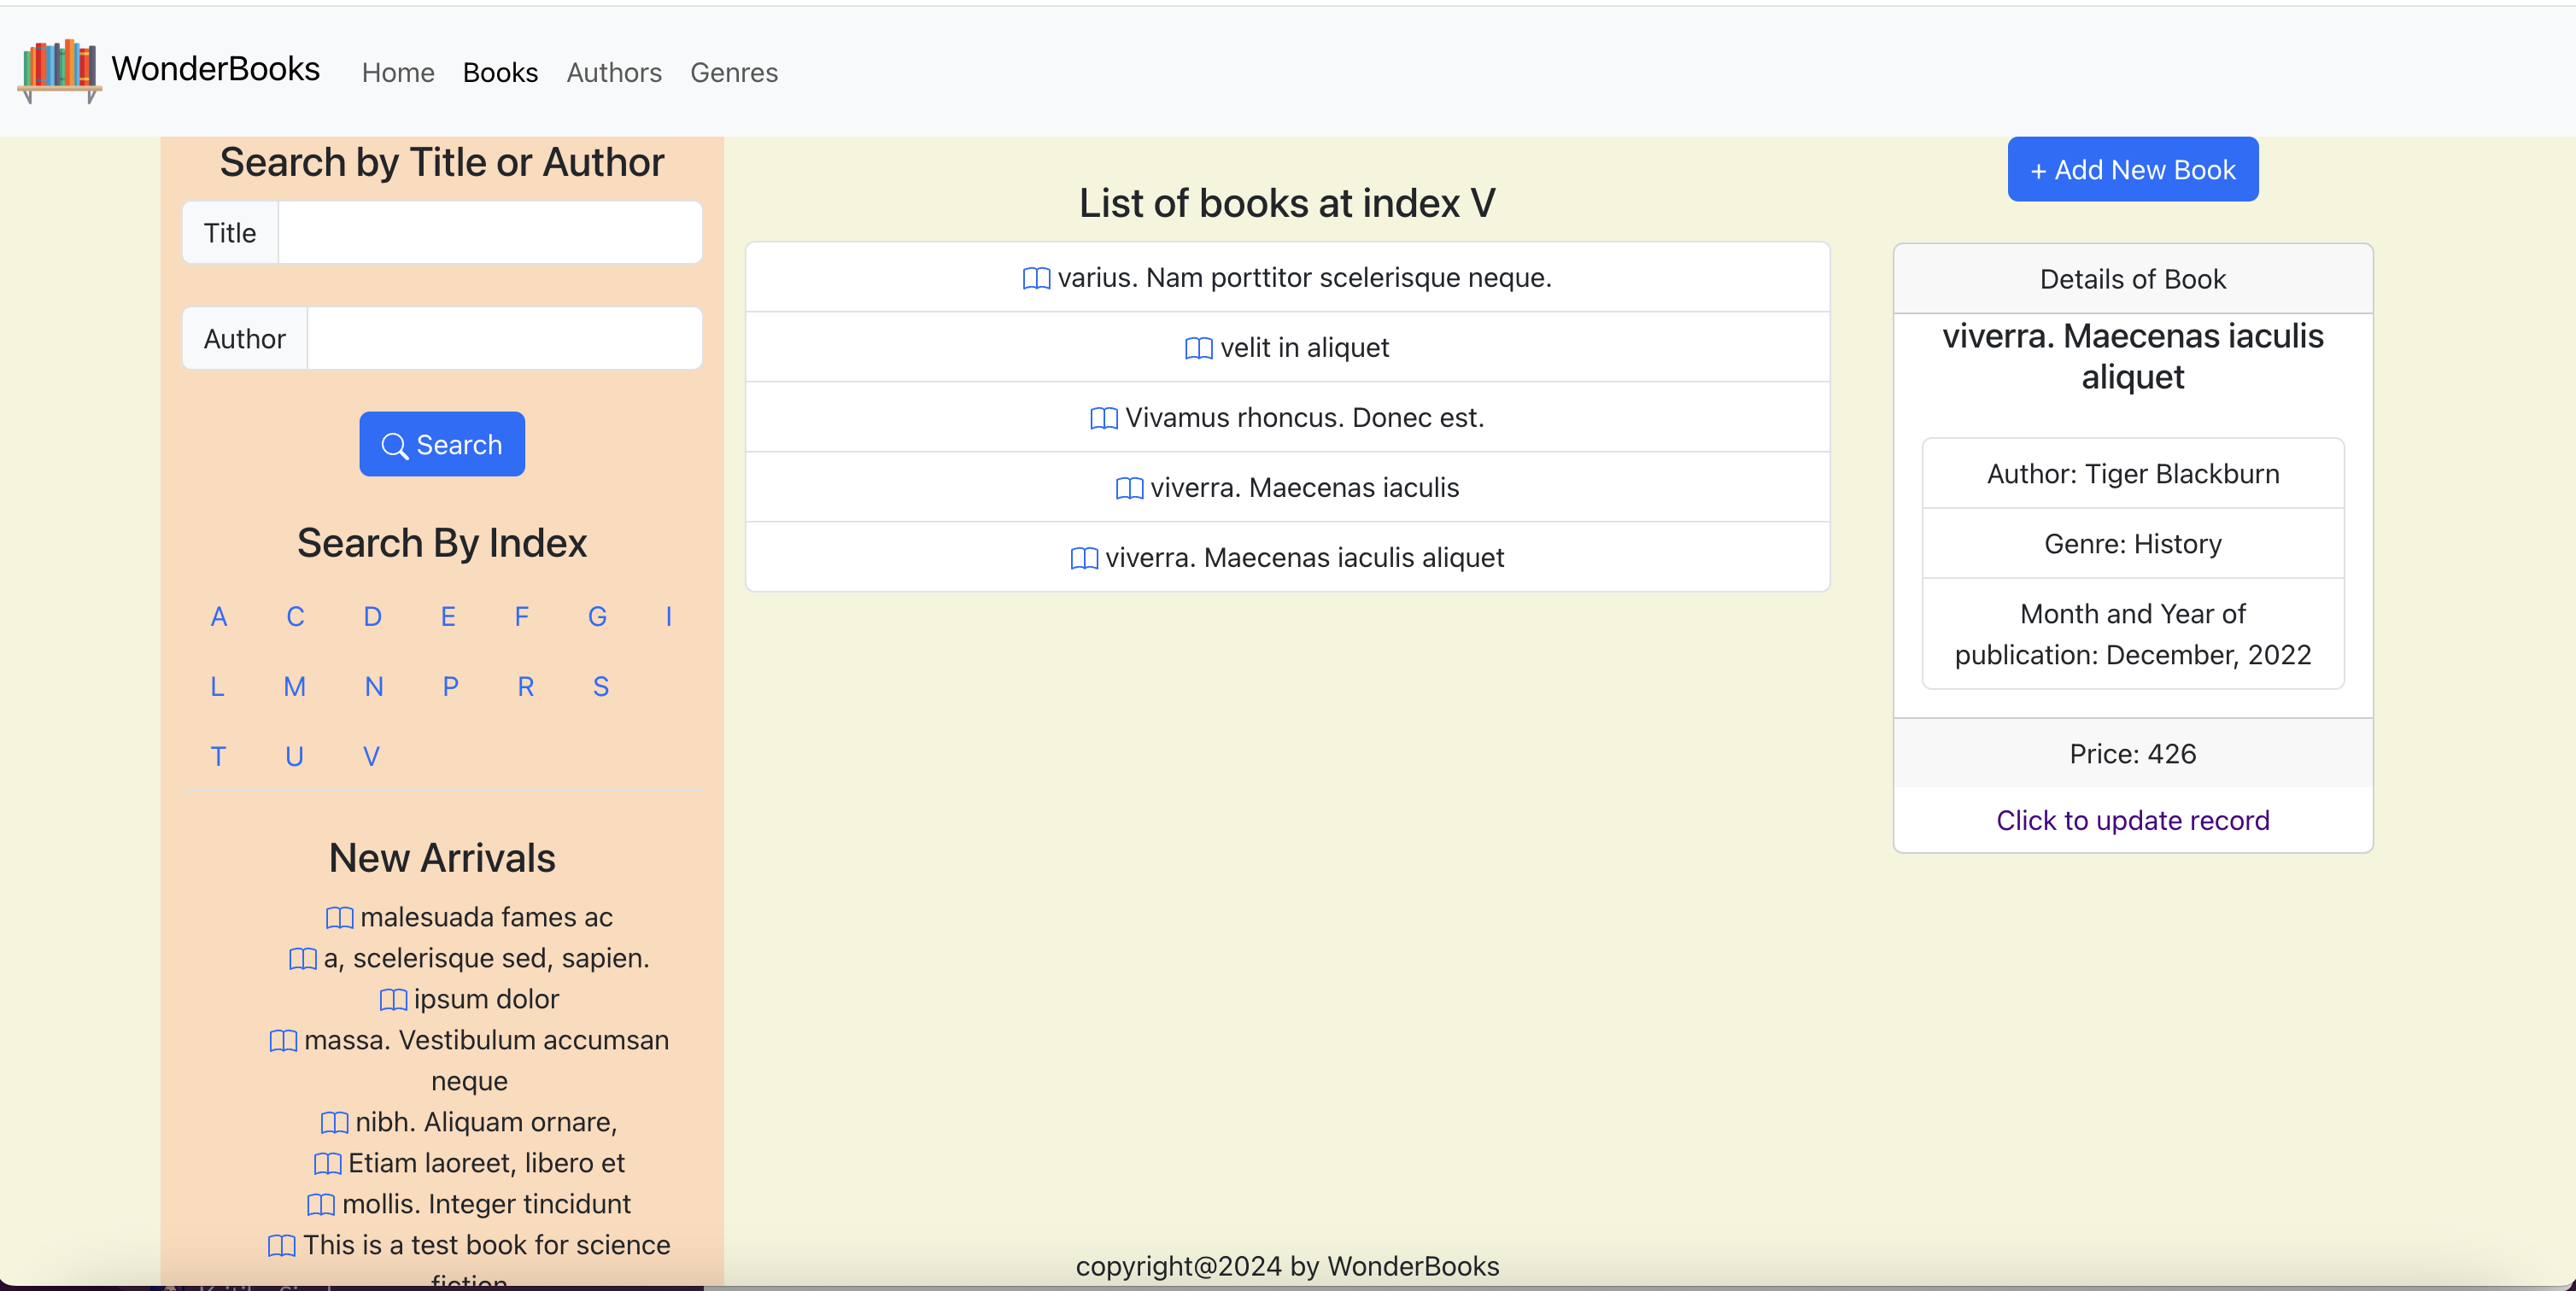 WonderBooks Home Books Authors Genres
Search by Title or Author
Title
Author
Search
Search By Index
A C D E F G I
L M N P R S
T U V
New Arrivals
malesuada fames ac
a, scelerisque sed, sapien.
ipsum dolor
massa. Vestibulum accumsan
neque
nibh. Aliquam ornare,
Etiam laoreet, libero et
mollis. Integer tincidunt
This is a test book for science
fiction
List of books at index V
varius. Nam porttitor scelerisque neque.
velit in aliquet
Vivamus rhoncus. Donec est.
viverra. Maecenas iaculis
viverra. Maecenas iaculis aliquet
+ Add New Book
Details of Book
viverra. Maecenas iaculis
aliquet
Author: Tiger Blackburn
Genre: History
Month and Year of
publication: December, 2022
Price: 426
Click to update record
copyright@2024 by WonderBooks